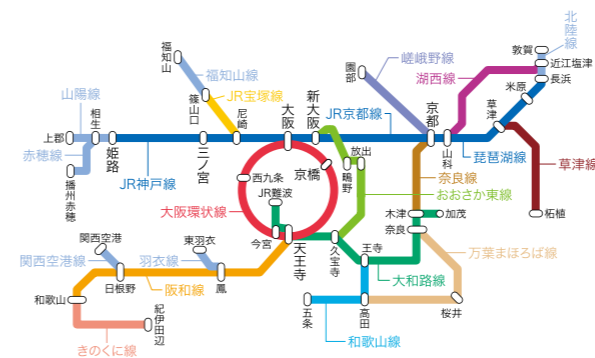 北陸線
敦賀
近江塩津
長浜
米原
草津
福知山
福知山線
園部
嵯峨野線
湖西線
山陽線
篠山口
JR宝塚線
尼崎
大阪
新大阪
JR京都線
京都
山科
琵琶湖線
上郡
相生
姫路
三ノ宮
赤穂線
播州赤穂
JR神戸線
放出
鴫野
京橋
西九条
JR難波
奈良線
草津線
おおさか東線
大阪環状線
木津
加茂
奈良
柘植
今宮
天王寺
久宝寺
王寺
関西空港
東羽衣
万葉まほろば線
関西空港線
羽衣線
大和路線
日根野
阪和線
鳳
和歌山
紀伊田辺
五条
高田
桜井
きのくに線
和歌山線